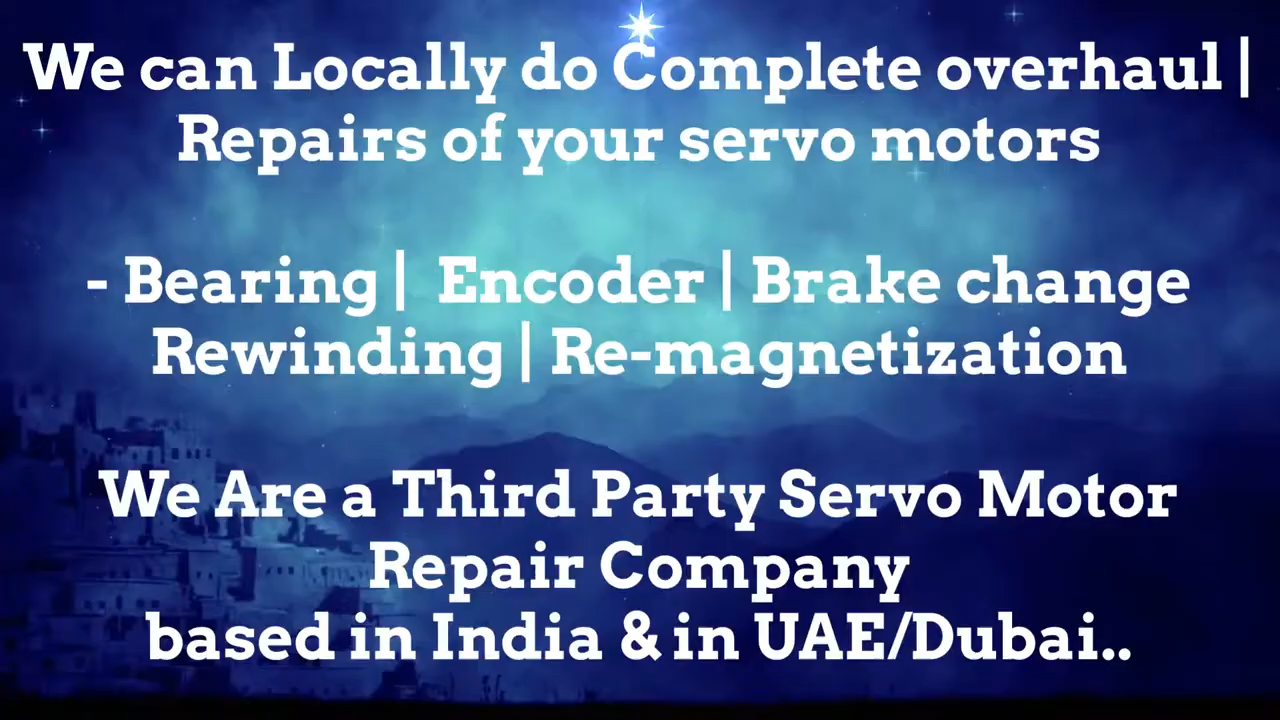 We can Locally do Complete overhaul |
Repairs of your servo motors
- Bearing |  Encoder | Brake change
Rewinding | Re-magnetization
We Are a Third Party Servo Motor
Repair Company
based in India & in UAE/Dubai..